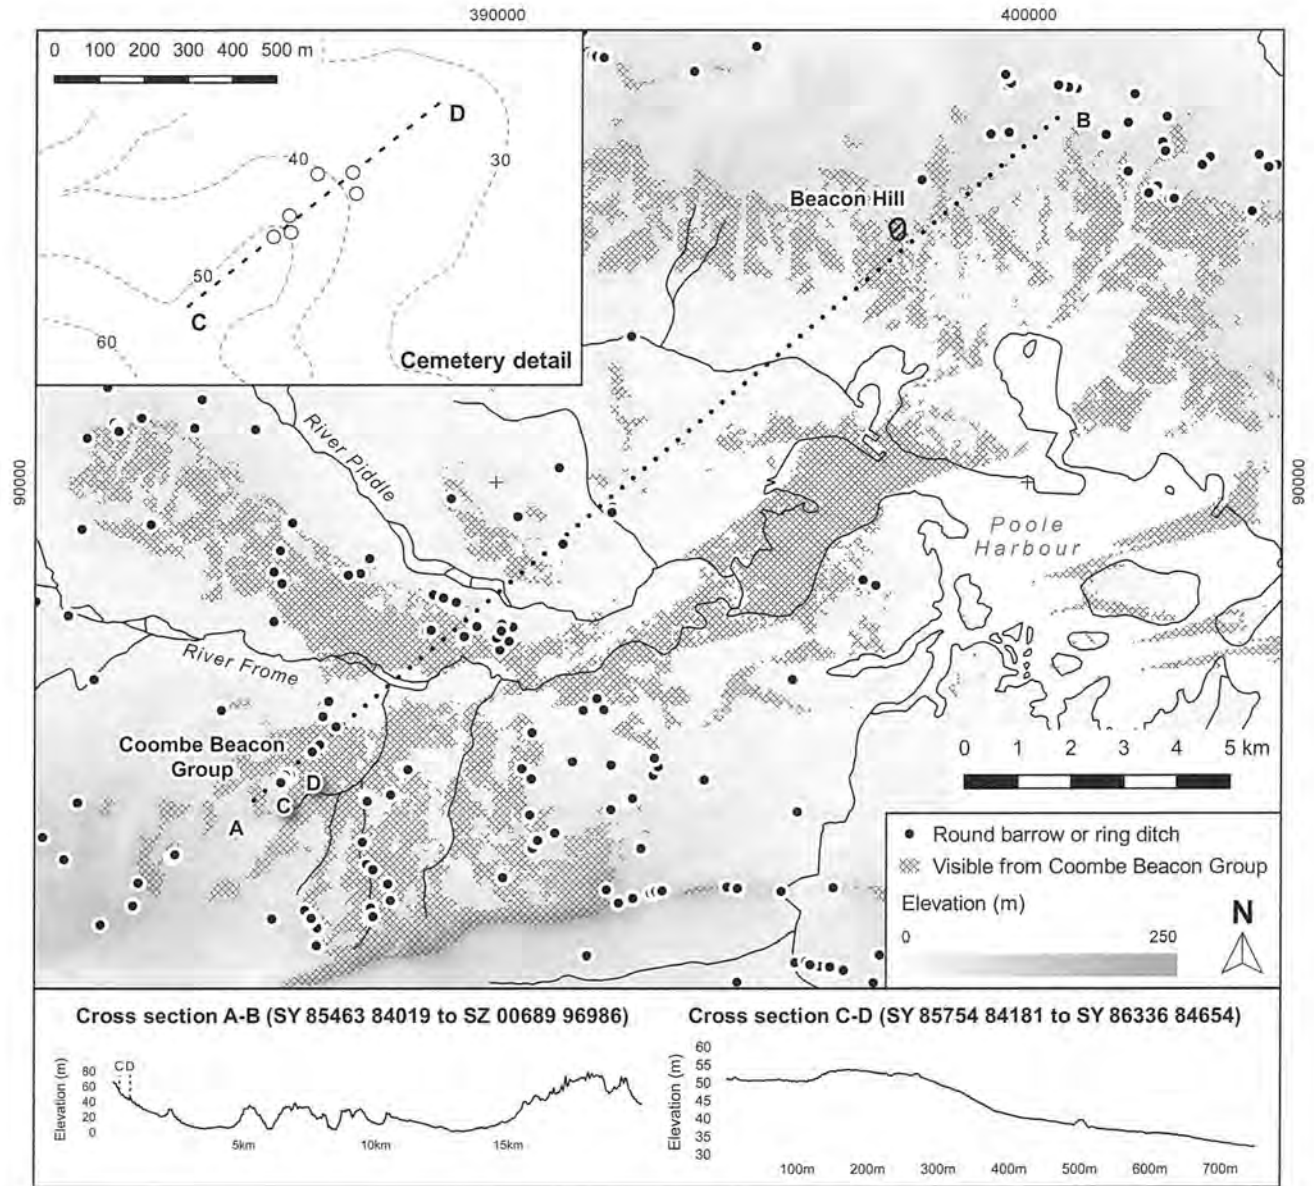 390000
400000
0 100 200 300 400 500 m
D
40
30
50
C
60
Cemetery detail
B
Beacon Hill
River Piddle
90000
90000
Poole
Harbour
River Frome
Coombe Beacon
Group
D
C
A
0 1 2 3 4 5 km
Round barrow or ring ditch
Visible from Coombe Beacon Group
Elevation (m)
0 250
N
Cross section A-B (SY 85463 84019 to SZ 00689 96986)
Elevation (m)
80
60
40
20
0
CD
5km 10km 15km
Cross section C-D (SY 85754 84181 to SY 86336 84654)
Elevation (m)
60
55
50
45
40
35
30
100m 200m 300m 400m 500m 600m 700m